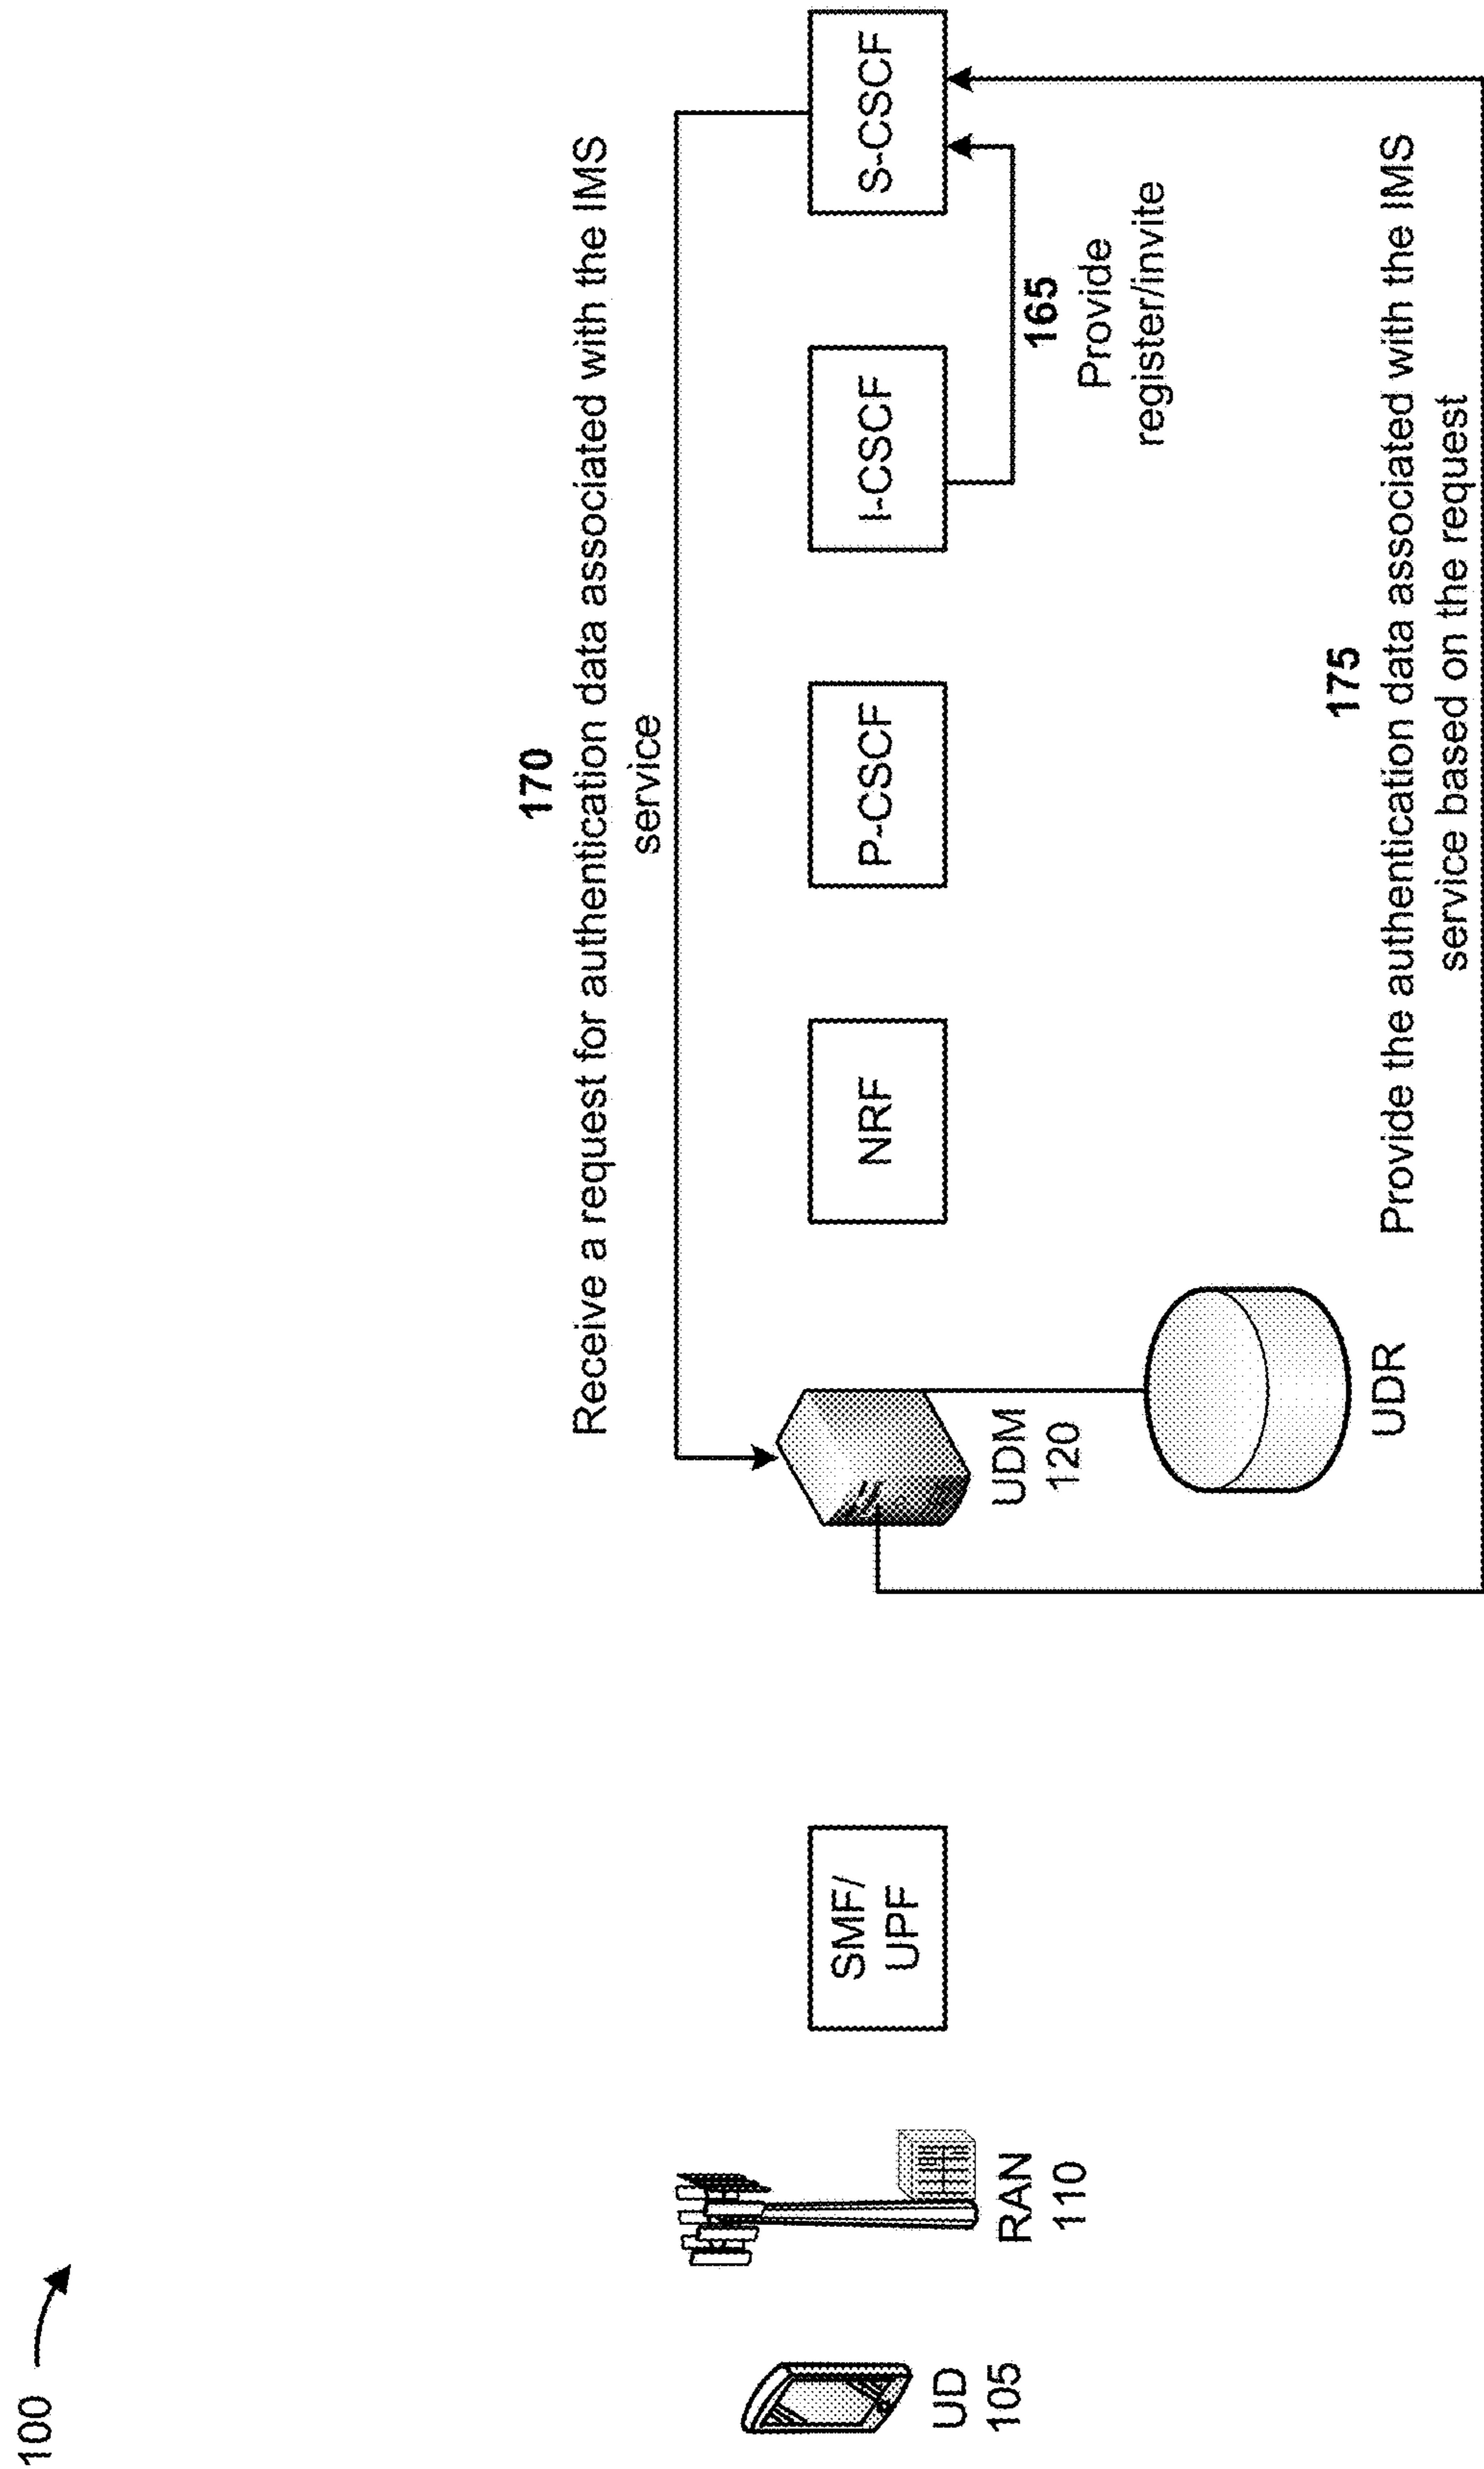 100
170
Receive a request for authentication data associated with the IMS
service
SMF/
UPF
NRF
P-CSCF
I-CSCF
S-CSCF
UD
105
RAN
110
UDM
120
165
Provide
register/invite
UDR
175
Provide the authentication data associated with the IMS
service based on the request